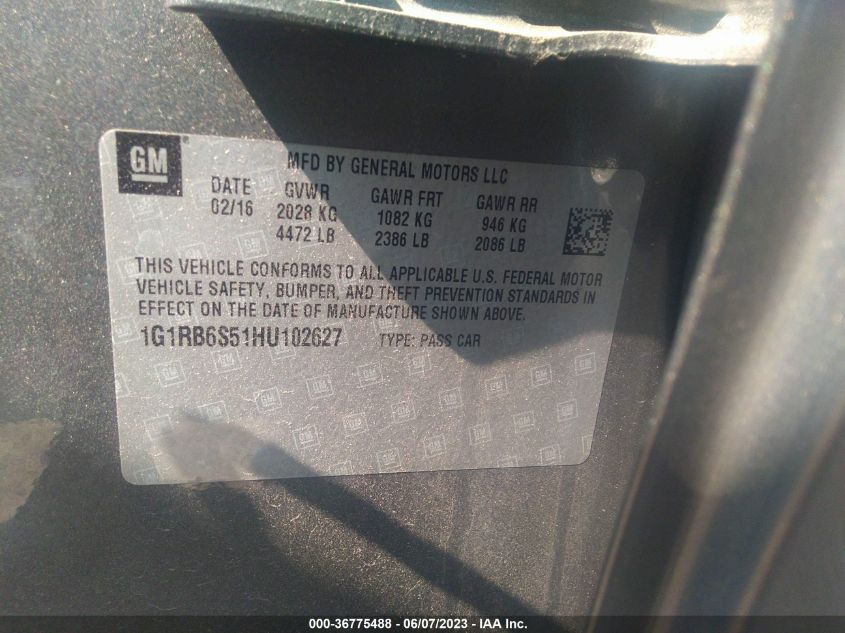 GM ®
MFD BY GENERAL MOTORS LLC
DATE GVWR GAWR FRT GAWR RR
02/16 2028 KG 1082 KG 946 KG
4472 LB 2386 LB 2086 LB
THIS VEHICLE CONFORMS TO ALL APPLICABLE U.S. FEDERAL MOTOR
VEHICLE SAFETY, BUMPER, AND THEFT PREVENTION STANDARDS IN
EFFECT ON THE DATE OF MANUFACTURE SHOWN ABOVE.
1G1RB6S51HU102627 TYPE: PASS CAR
000-36775488 - 06/07/2023 - IAA Inc.